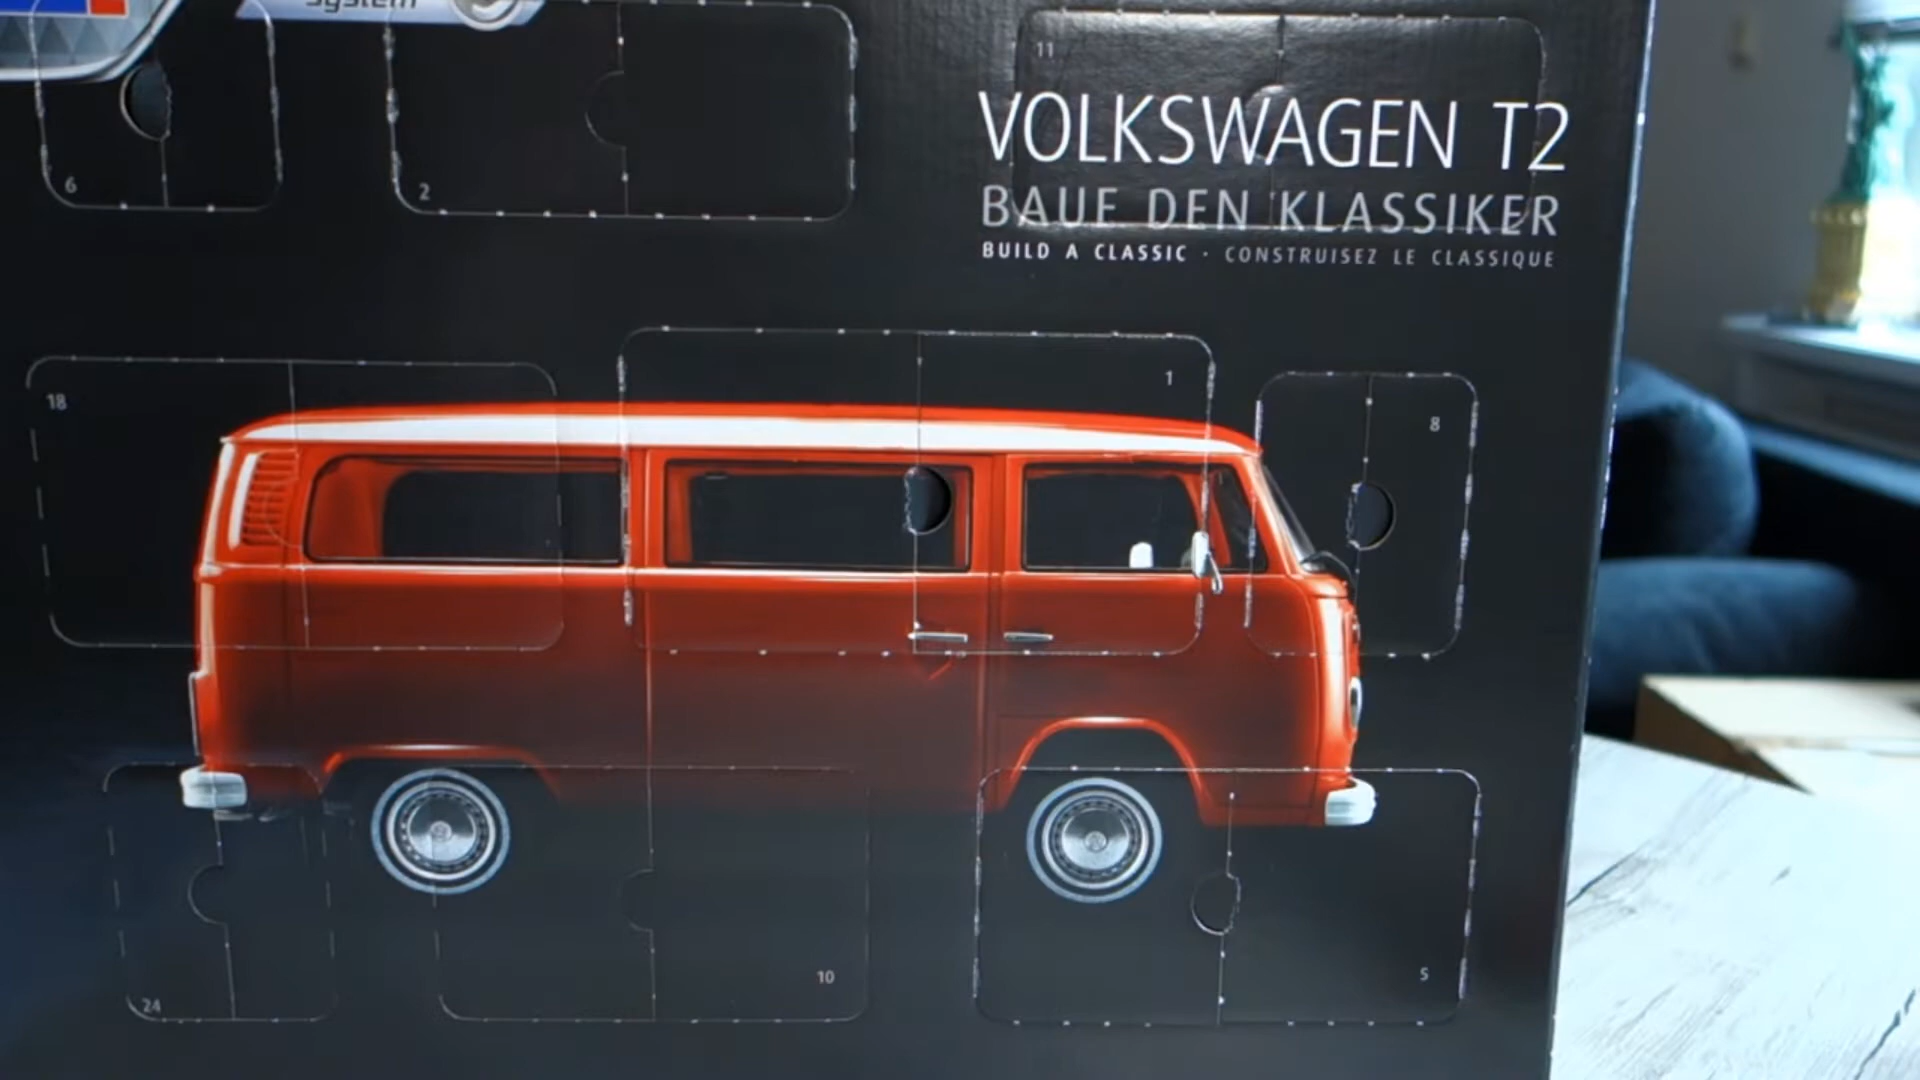 system
11
VOLKSWAGEN T2
6
2
BAUE DEN KLASSIKER
BUILD A CLASSIC · CONSTRUISEZ LE CLASSIQUE
1
18
8
10
5
24